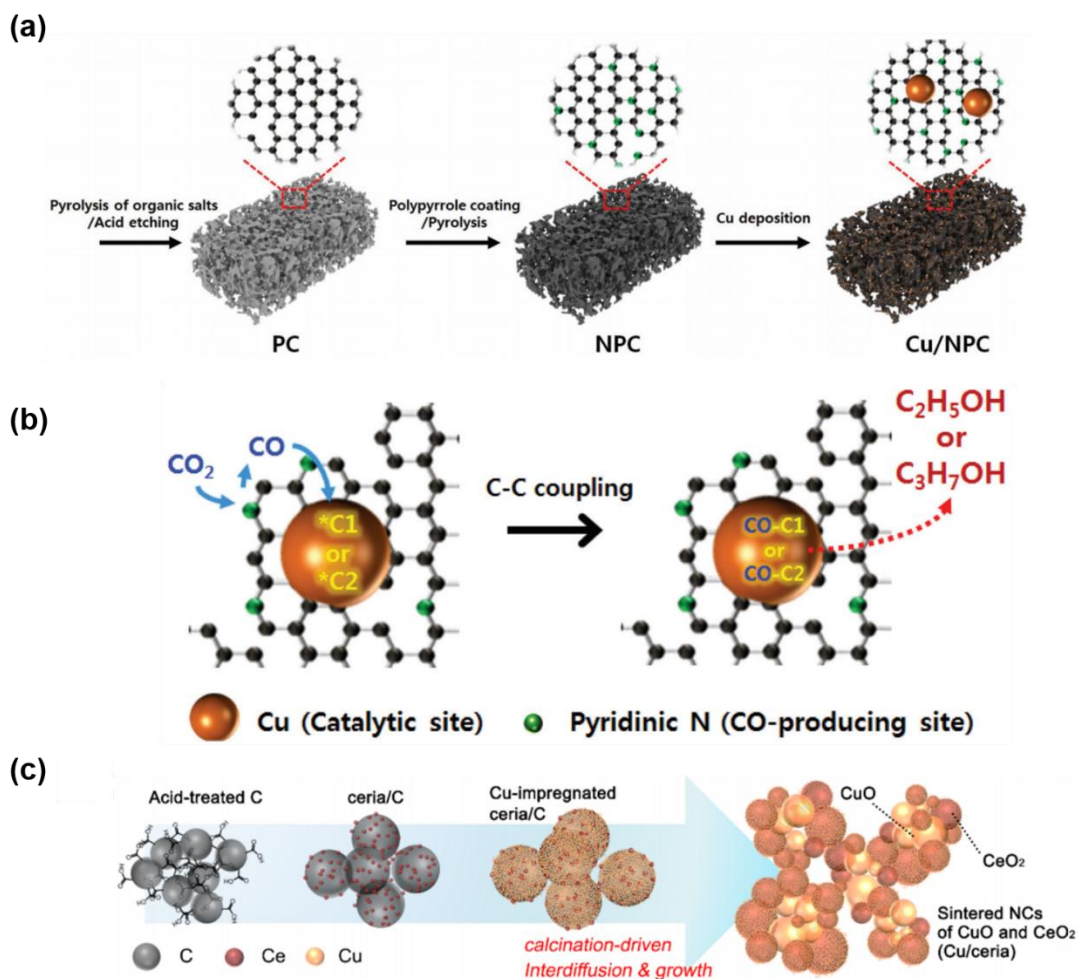 (a)
Pyrolysis of organic salts
/Acid etching
Polypyrrole coating
/Pyrolysis
Cu deposition
PC
NPC
Cu/NPC
(b)
CO2
CO
*C1
or
*C2
C-C coupling
CO-C1
or
CO-C2
C2H5OH
or
C3H7OH
Cu (Catalytic site)
Pyridinic N (CO-producing site)
(c)
Acid-treated C
ceria/C
Cu-impregnated
ceria/C
calcination-driven
Interdiffusion & growth
C
Ce
Cu
CuO
CeO2
Sintered NCs
of CuO and CeO2
(Cu/ceria)